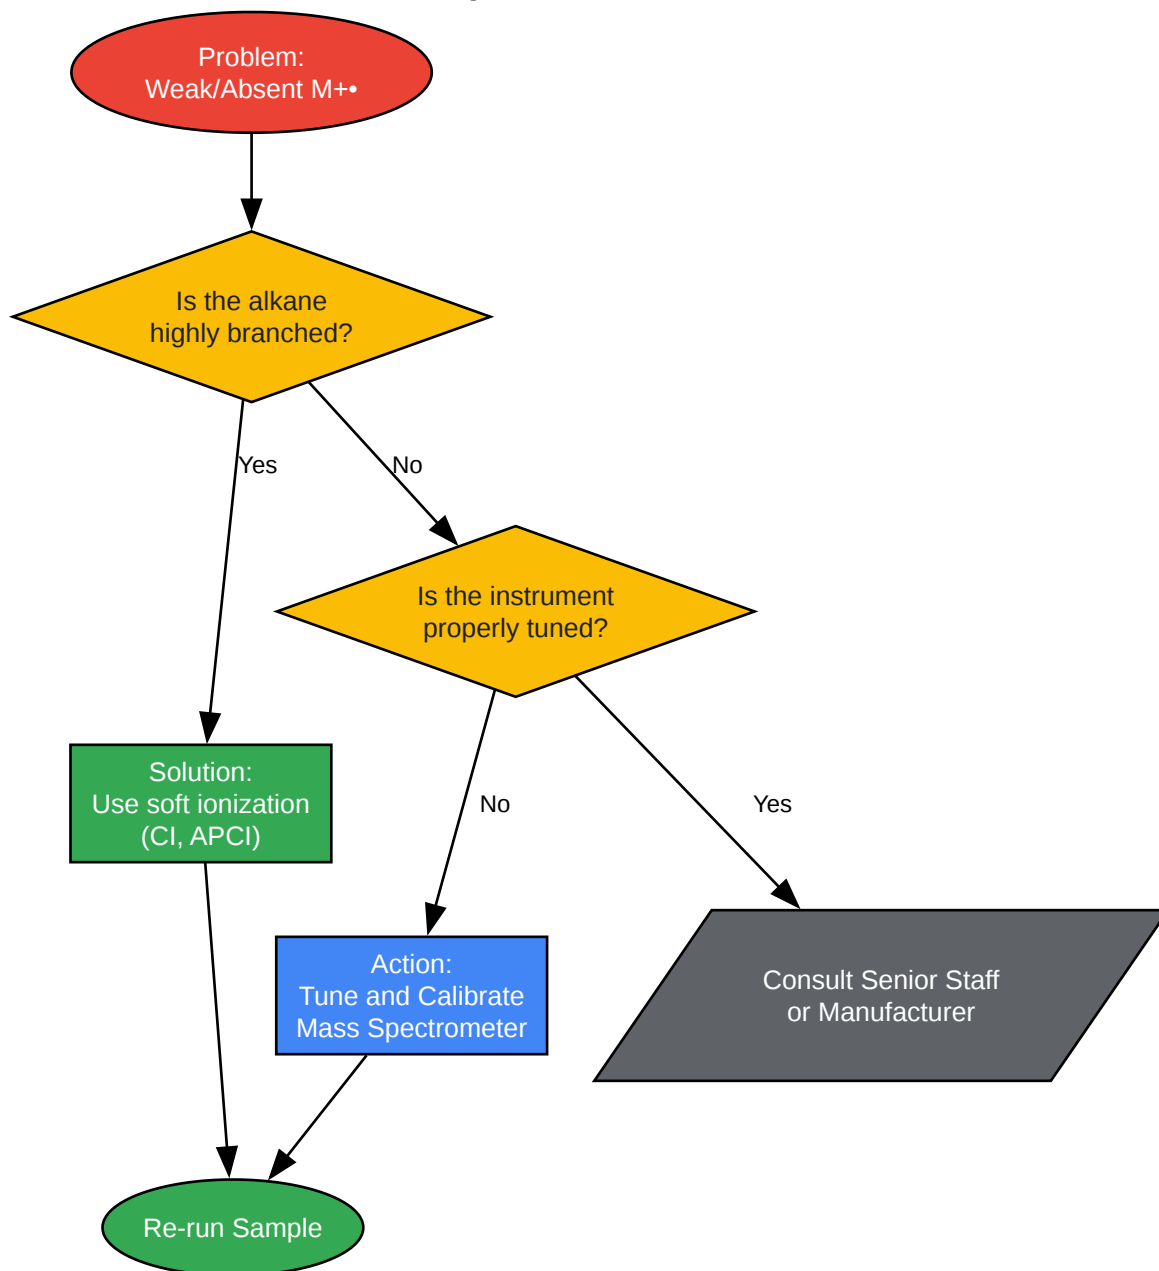 Problem:
Weak/Absent M+•
Is the alkane
highly branched?
Yes
No
Is the instrument
properly tuned?
Solution:
Use soft ionization
(CI, APCI)
No
Yes
Action:
Tune and Calibrate
Mass Spectrometer
Consult Senior Staff
or Manufacturer
Re-run Sample